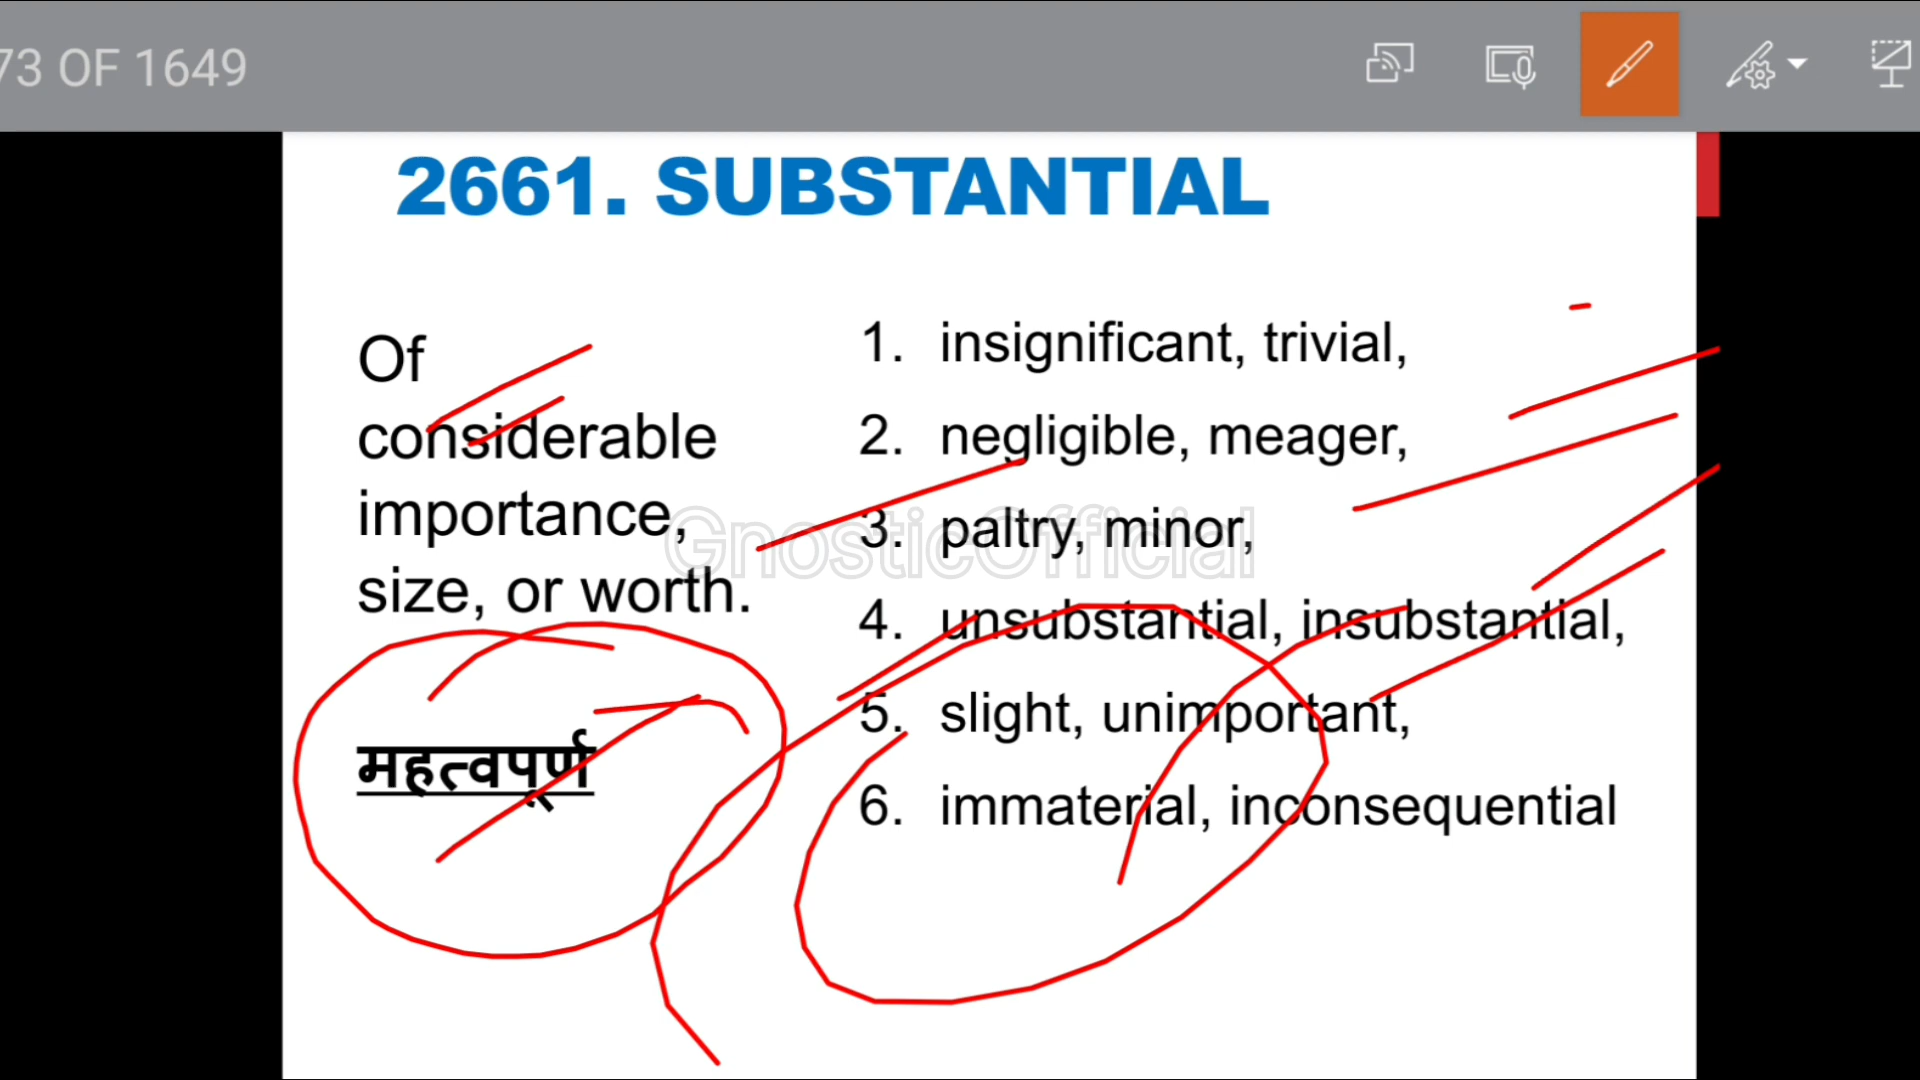 73 OF 1649
2661. SUBSTANTIAL
Of
considerable
importance,
size, or worth.
महत्वपूर्ण
1. insignificant, trivial,
2. negligible, meager,
3. paltry, minor,
4. unsubstantial, insubstantial,
5. slight, unimportant,
6. immaterial, inconsequential
GnosticOfficial